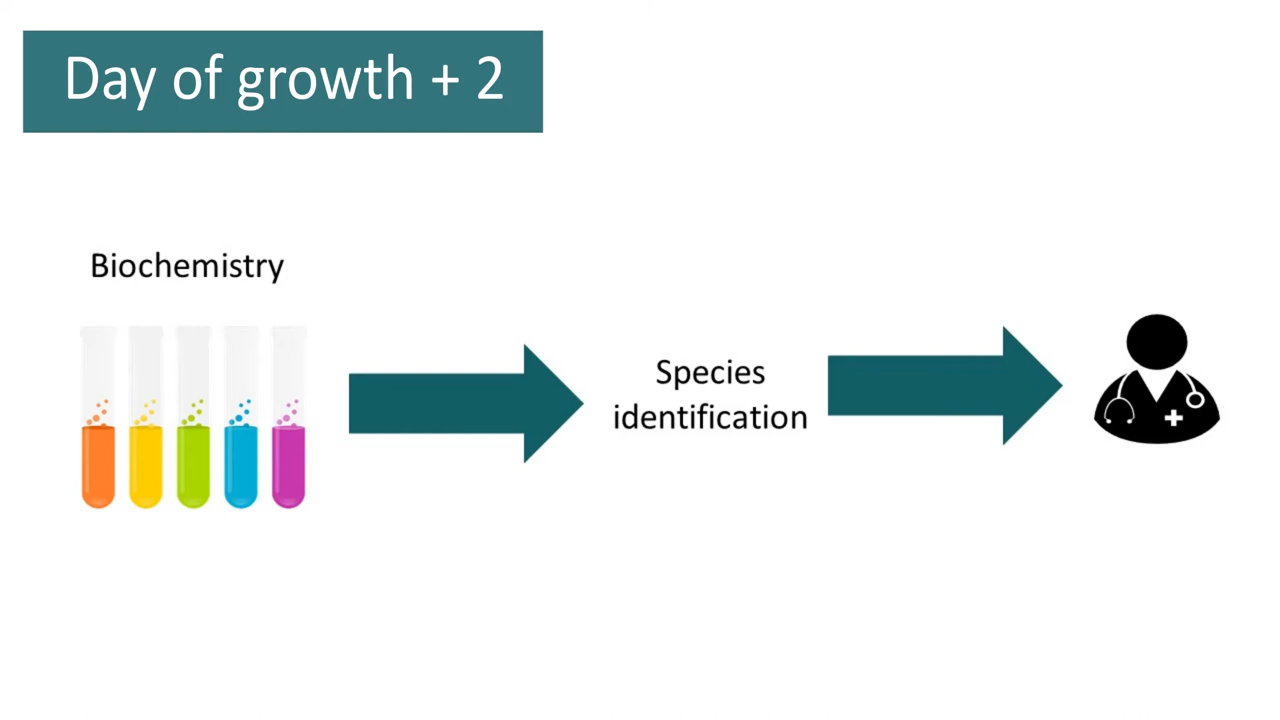 Day of growth + 2
Biochemistry
Species
identification